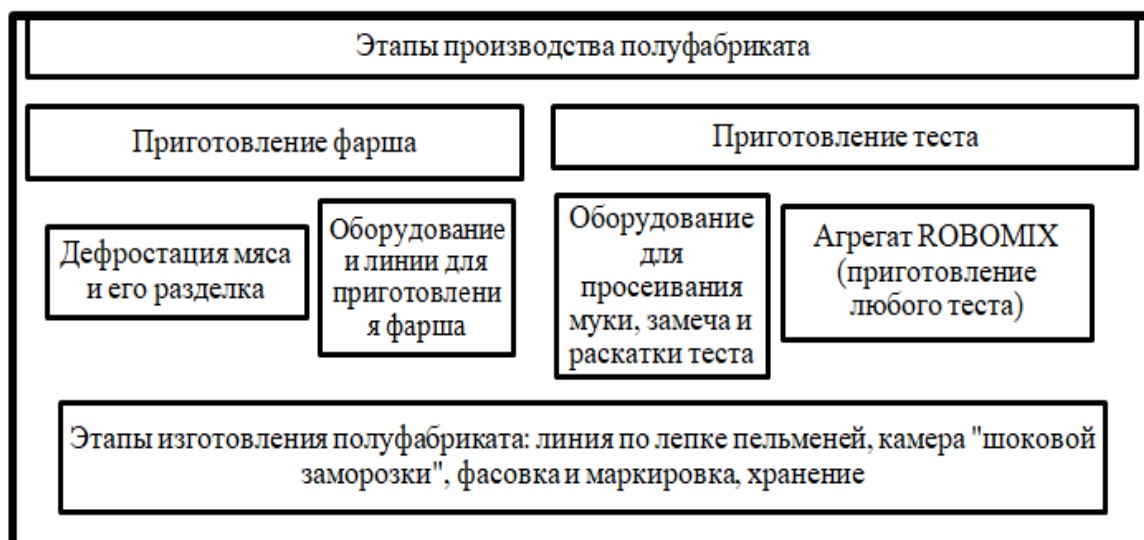 Этапы производства полуфабриката
Приготовление фарша
Приготовление теста
Дефростация мяса
и его разделка
Оборудование
и линии для
приготовлени
я фарша
Оборудование
для
просеивания
муки, замеча и
раскатки теста
Агрегат ROBOMIX
(приготовление
любого теста)
Этапы изготовления полуфабриката: линия по лепке пельменей, камера "шоковой
заморозки", фасовка и маркировка, хранение